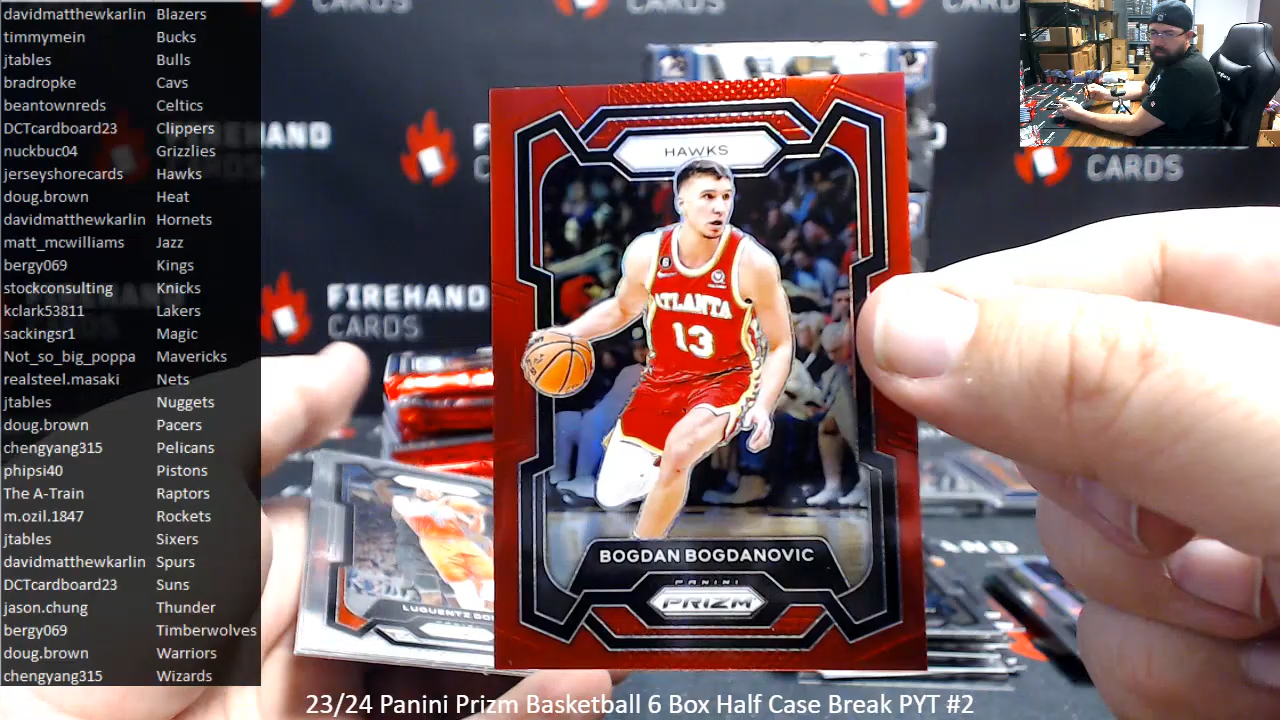 davidmatthewkarlin Blazers
timmymein Bucks
jtables Bulls
bradropke Cavs
beantownreds Celtics
DCTcardboard23 Clippers
nuckbuc04 Grizzlies
jerseyshorecards Hawks
doug.brown Heat
davidmatthewkarlin Hornets
matt_mcwilliams Jazz
bergy069 Kings
stockconsulting Knicks
kclark53811 Lakers
sackingsr1 Magic
Not_so_big_poppa Mavericks
realsteel.masaki Nets
jtables Nuggets
doug.brown Pacers
chengyang315 Pelicans
phipsi40 Pistons
The A-Train Raptors
m.ozil.1847 Rockets
jtables Sixers
davidmatthewkarlin Spurs
DCTcardboard23 Suns
jason.chung Thunder
bergy069 Timberwolves
doug.brown Warriors
chengyang315 Wizards
CARDS
CARDS
CARDS
FIREHAND
CARDS
FIREHAND
CARDS
HAWKS
ATLANTA
13
BOGDAN BOGDANOVIC
PANINI
PRIZM
LUGUENTZ
23/24 Panini Prizm Basketball 6 Box Half Case Break PYT #2